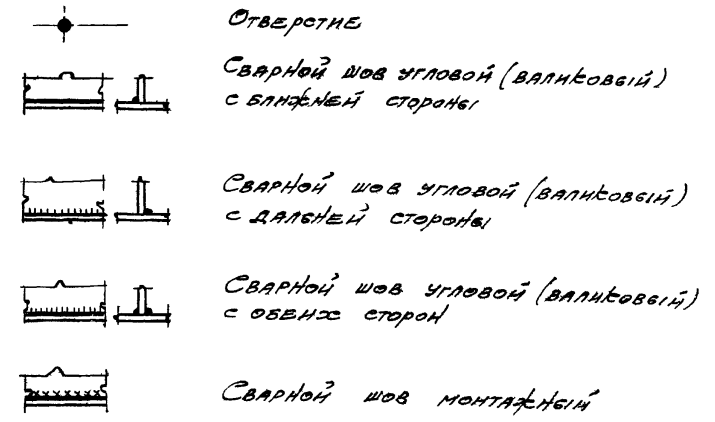 Отверстие
Сварной шов угловой (валиковый)
с ближней стороны
Сварной шов угловой (валиковый)
с дальней стороны
Сварной шов угловой (валиковый)
с обеих сторон
Сварной шов монтажный